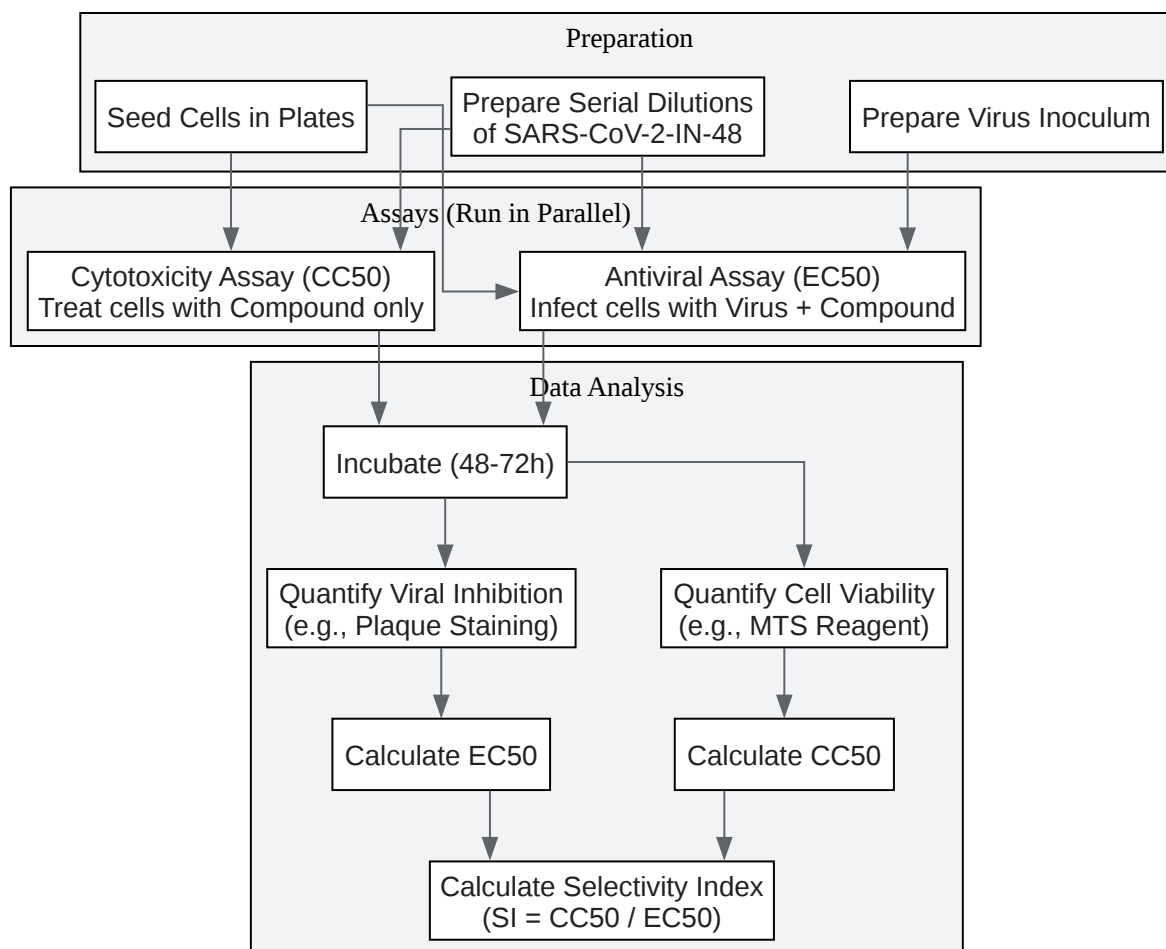 Preparation
Seed Cells in Plates
Prepare Serial Dilutions
of SARS-CoV-2-IN-48
Prepare Virus Inoculum
Assays (Run in Parallel)
Cytotoxicity Assay (CC50)
Treat cells with Compound only
Antiviral Assay (EC50)
Infect cells with Virus + Compound
Data Analysis
Incubate (48-72h)
Quantify Viral Inhibition
(e.g., Plaque Staining)
Quantify Cell Viability
(e.g., MTS Reagent)
Calculate EC50
Calculate CC50
Calculate Selectivity Index
(SI = CC50 / EC50)